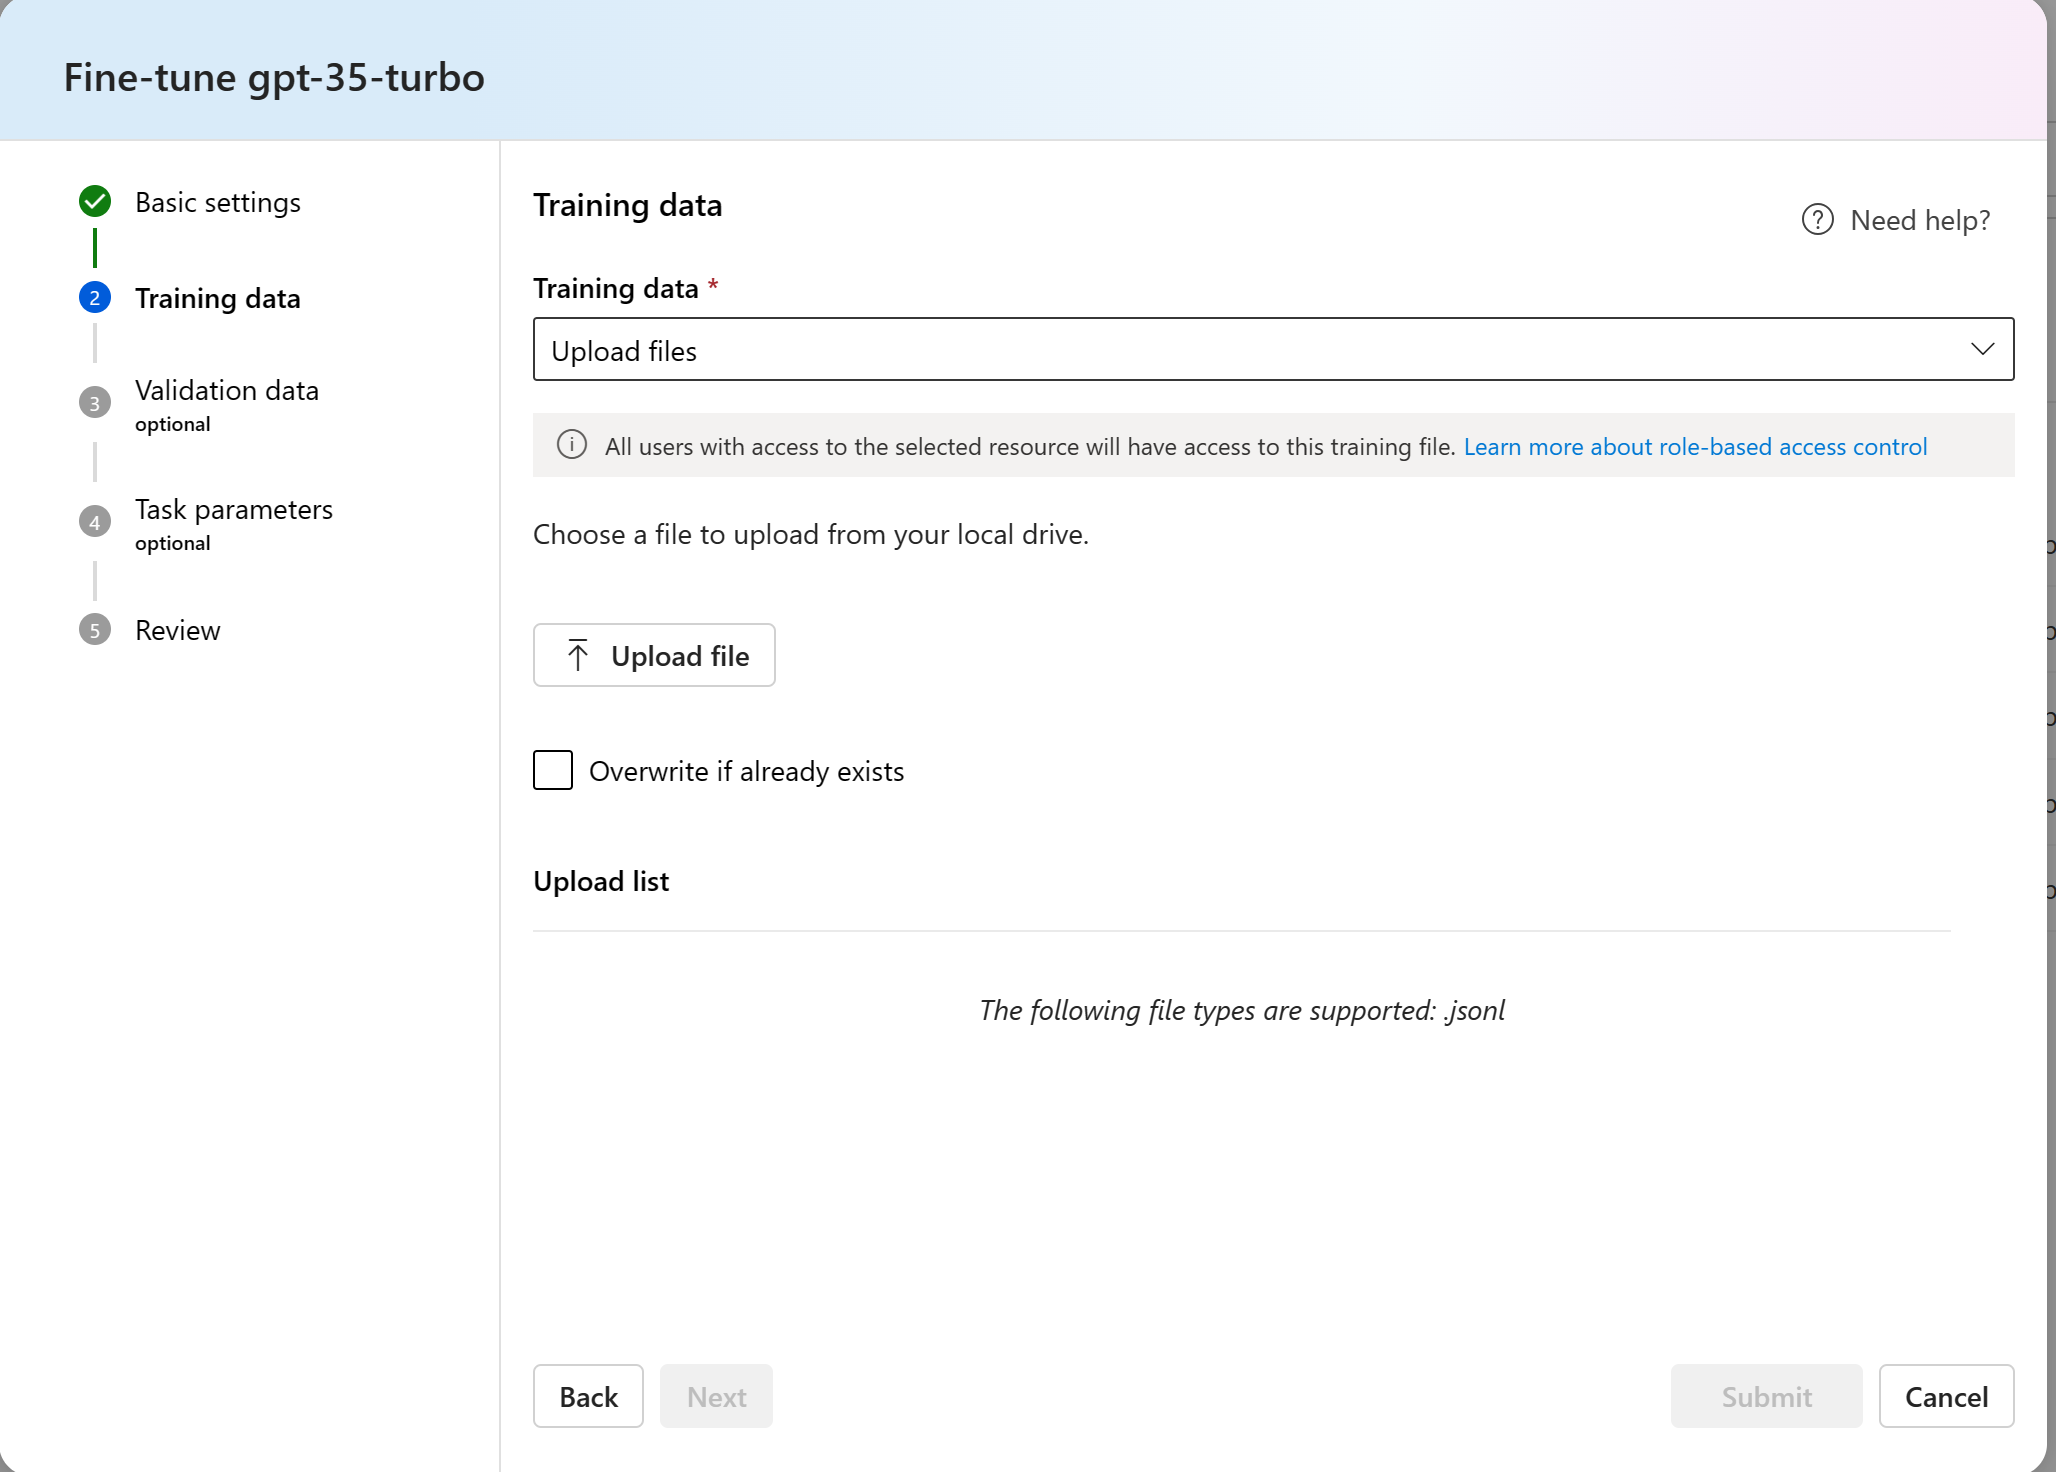 Fine-tune gpt-35-turbo
Basic settings
2
Training data
3
Validation data
optional
4
Task parameters
optional
5
Review
Training data
? Need help?
Training data *
Upload files
All users with access to the selected resource will have access to this training file. Learn more about role-based access control
Choose a file to upload from your local drive.
Upload file
Overwrite if already exists
Upload list
The following file types are supported: .jsonl
Back
Next
Submit
Cancel